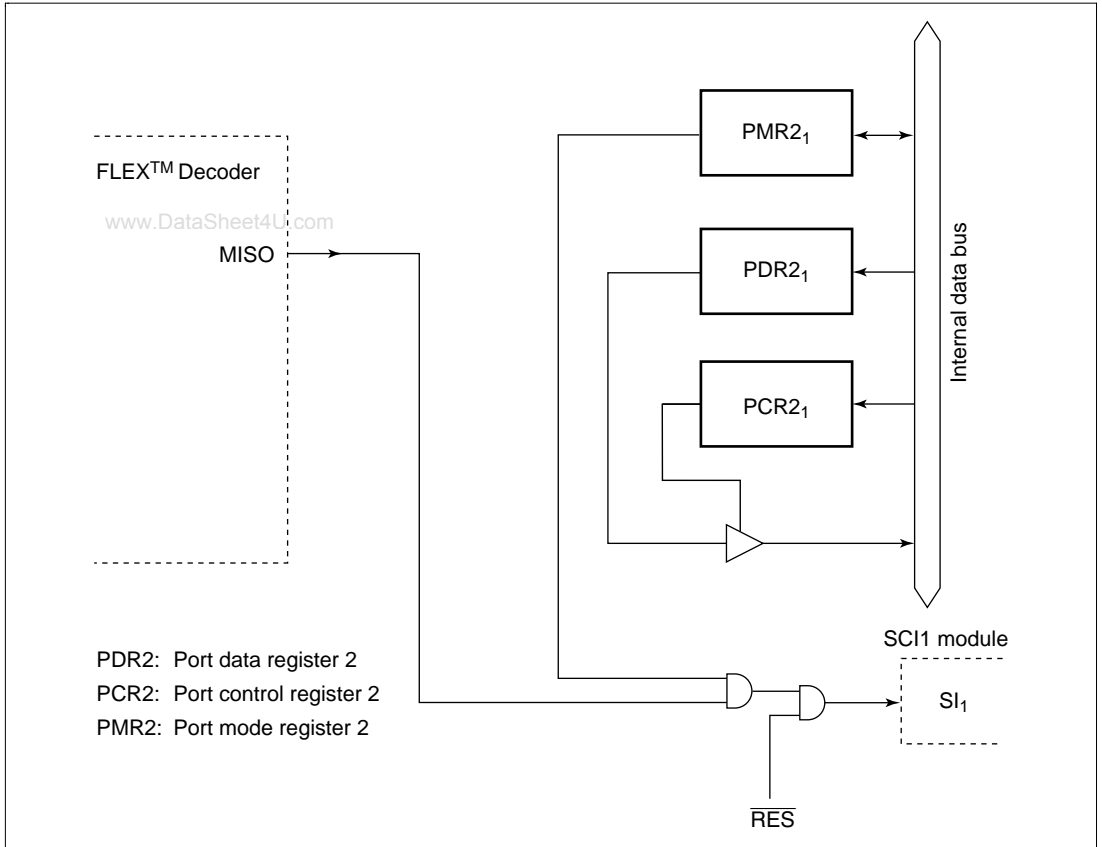 FLEX™ Decoder
www.DataSheet4U.com
MISO
PMR2₁
PDR2₁
PCR2₁
Internal data bus
SCI1 module
SI₁
RES
PDR2: Port data register 2
PCR2: Port control register 2
PMR2: Port mode register 2